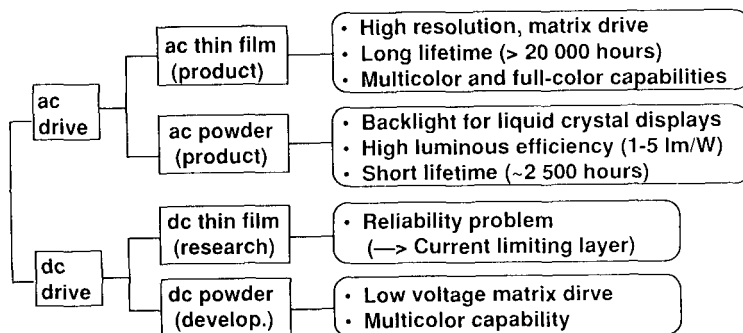 ac
drive
ac thin film
(product)
• High resolution, matrix drive
• Long lifetime (> 20 000 hours)
• Multicolor and full-color capabilities
ac powder
(product)
• Backlight for liquid crystal displays
• High luminous efficiency (1-5 lm/W)
• Short lifetime (~2 500 hours)
dc
drive
dc thin film
(research)
• Reliability problem
(—> Current limiting layer)
dc powder
(develop.)
• Low voltage matrix dirve
• Multicolor capability